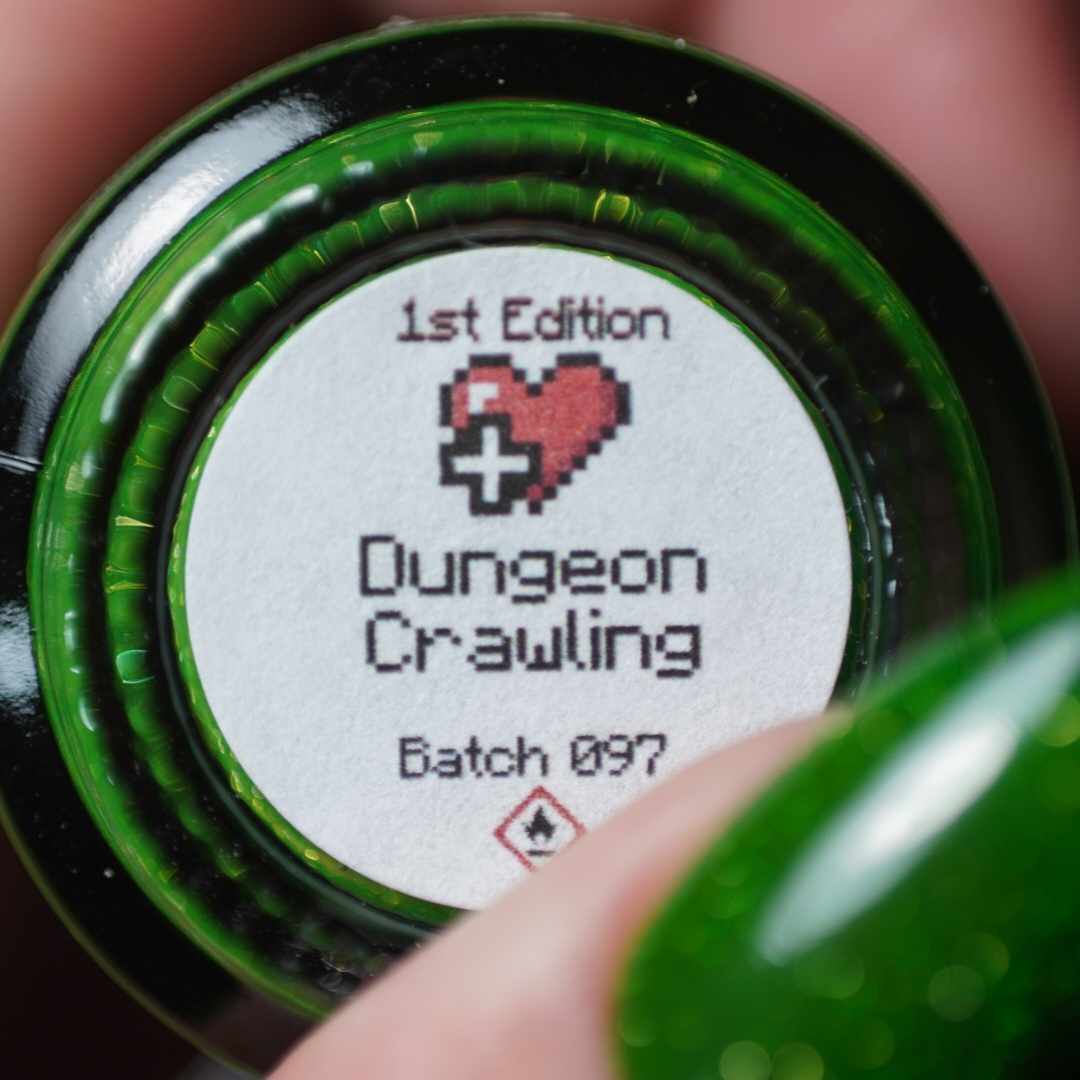 1st Edition
Dungeon
Crawling
Batch 097